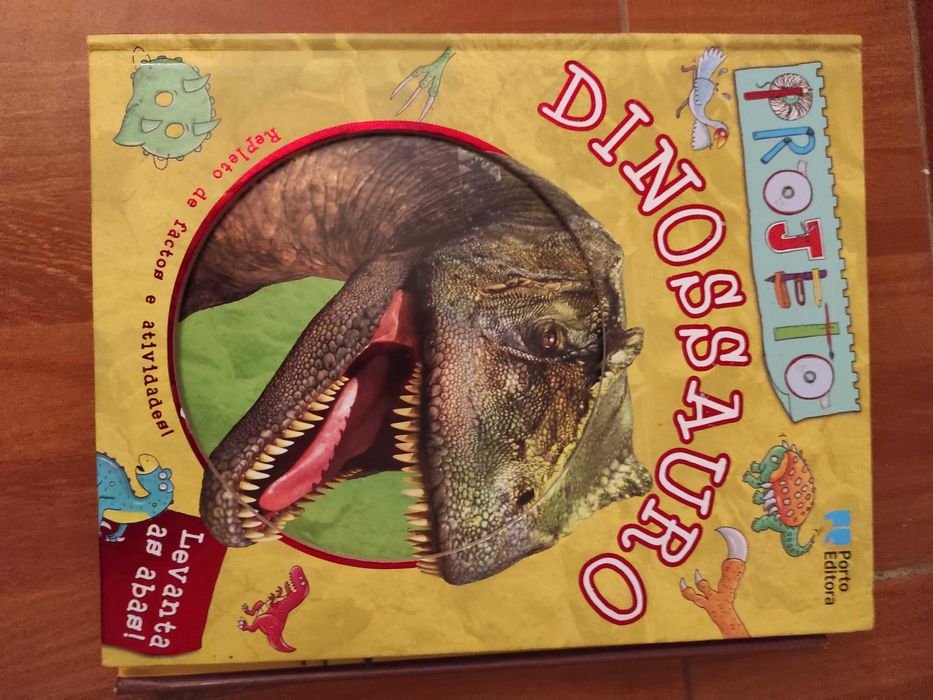 PROJETO
DINOSSAURO
Repleto de factos e atividades!
Levanta
as abas!
Porto
Editora